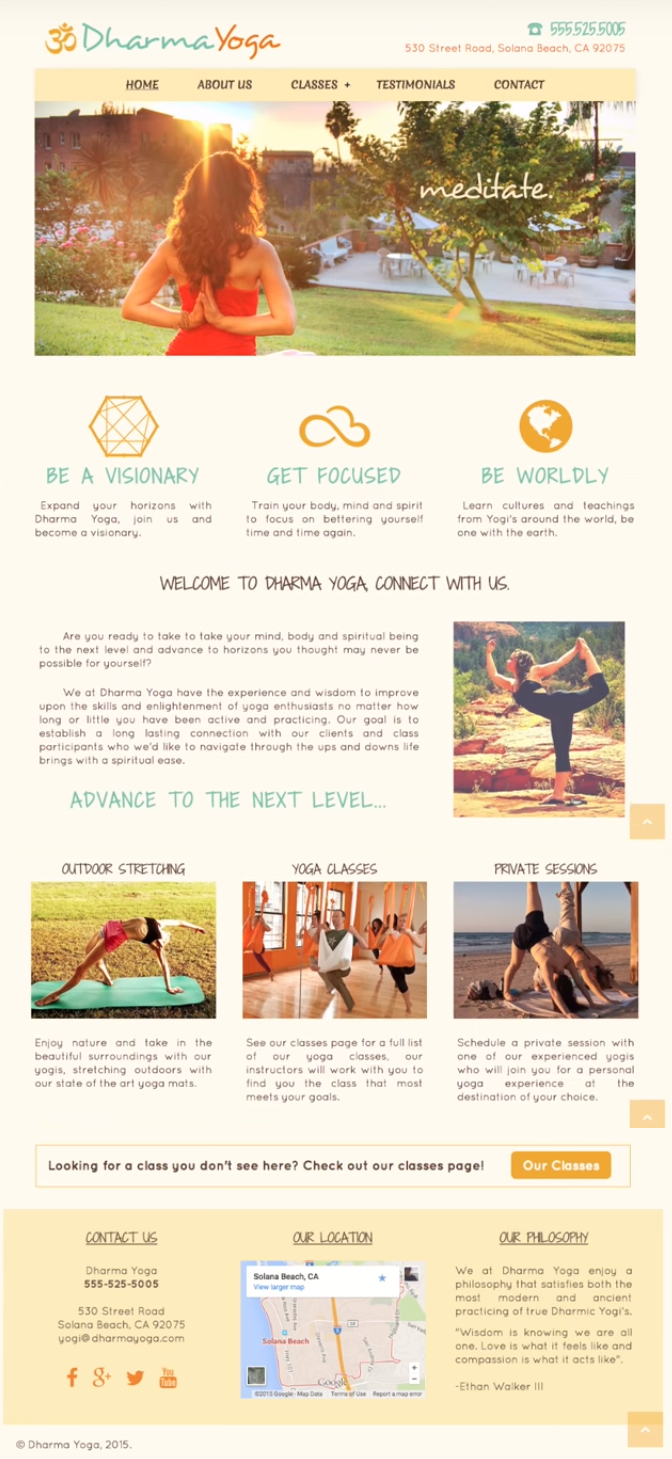 ॐ DharmaYoga
555.525.5005
530 Street Road, Solana Beach, CA 92075
HOME ABOUT US CLASSES + TESTIMONIALS CONTACT
meditate.
BE A VISIONARY
Expand your horizons with
Dharma Yoga, join us and
become a visionary.
GET FOCUSED
Train your body, mind and spirit
to focus on bettering yourself
time and time again.
BE WORLDLY
Learn cultures and teachings
from Yogi's around the world, be
one with the earth.
WELCOME TO DHARMA YOGA, CONNECT WITH US.
Are you ready to take to take your mind, body and spiritual being
to the next level and advance to horizons you thought may never be
possible for yourself?
We at Dharma Yoga have the experience and wisdom to improve
upon the skills and enlightenment of yoga enthusiasts no matter how
long or little you have been active and practicing. Our goal is to
establish a long lasting connection with our clients and class
participants who we'd like to navigate through the ups and downs life
brings with a spiritual ease.
ADVANCE TO THE NEXT LEVEL...
OUTDOOR STRETCHING
Enjoy nature and take in the
beautiful surroundings with our
yogis, stretching outdoors with
our state of the art yoga mats.
YOGA CLASSES
See our classes page for a full list
of our yoga classes, our
instructors will work with you to
find you the class that most
meets your goals.
PRIVATE SESSIONS
Schedule a private session with
one of our experienced yogis
who will join you for a personal
yoga experience at the
destination of your choice.
Looking for a class you don't see here? Check out our classes page!
Our Classes
CONTACT US
Dharma Yoga
555-525-5005
530 Street Road
Solana Beach, CA 92075
yogi@dharmayoga.com
You
Tube
OUR LOCATION
Solana Beach, CA
View larger map
Solana Beach
Google
©2015 Google - Map Data Terms of Use Report a map error
OUR PHILOSOPHY
We at Dharma Yoga enjoy a
philosophy that satisfies both the
most modern and ancient
practicing of true Dharmic Yogi's.
"Wisdom is knowing we are all
one. Love is what it feels like and
compassion is what it acts like".
-Ethan Walker III
© Dharma Yoga, 2015.